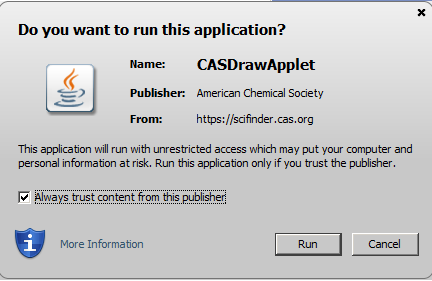 Do you want to run this application?
Name: CASDrawApplet
Publisher: American Chemical Society
From: https://scifinder.cas.org
This application will run with unrestricted access which may put your computer and
personal information at risk. Run this application only if you trust the publisher.
Always trust content from this publisher
More Information Run Cancel